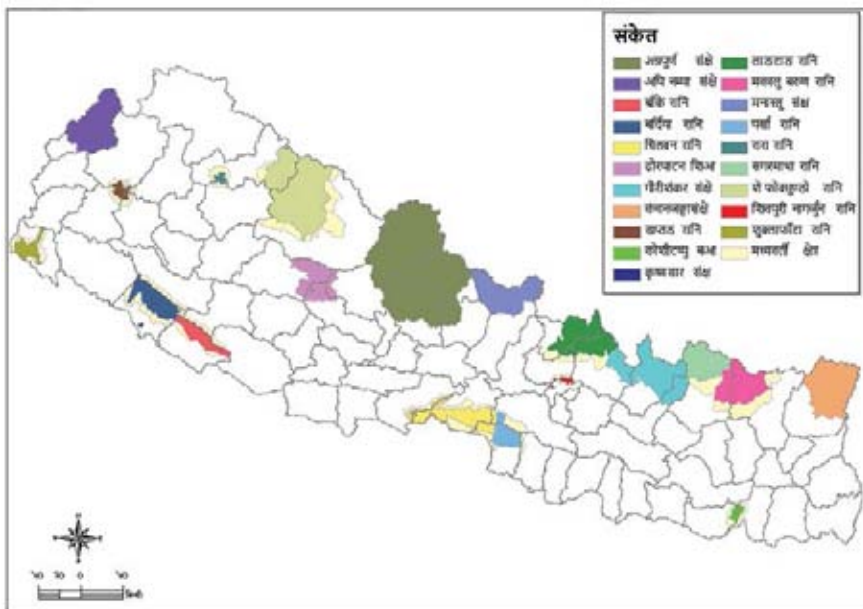 संकेत
अन्नपूर्ण संक्षे
अपि नम्पा संक्षे
बाँके रानि
बर्दिया रानि
चितवन रानि
ढोरपाटन शिआ
गौरीशंकर संक्षे
कञ्चनजङ्घासंक्षे
खप्तड रानि
कोशीटप्पु वआ
कृष्णसार संक्ष
लाङटाङ रानि
मकालु बरुण रानि
मनास्लु संक्ष
पर्सा रानि
रारा रानि
सगरमाथा रानि
शे फोक्सुण्डो रानि
शिवपुरी नागार्जुन रानि
शुक्लाफाँटा रानि
मध्यवर्ती क्षेत्र